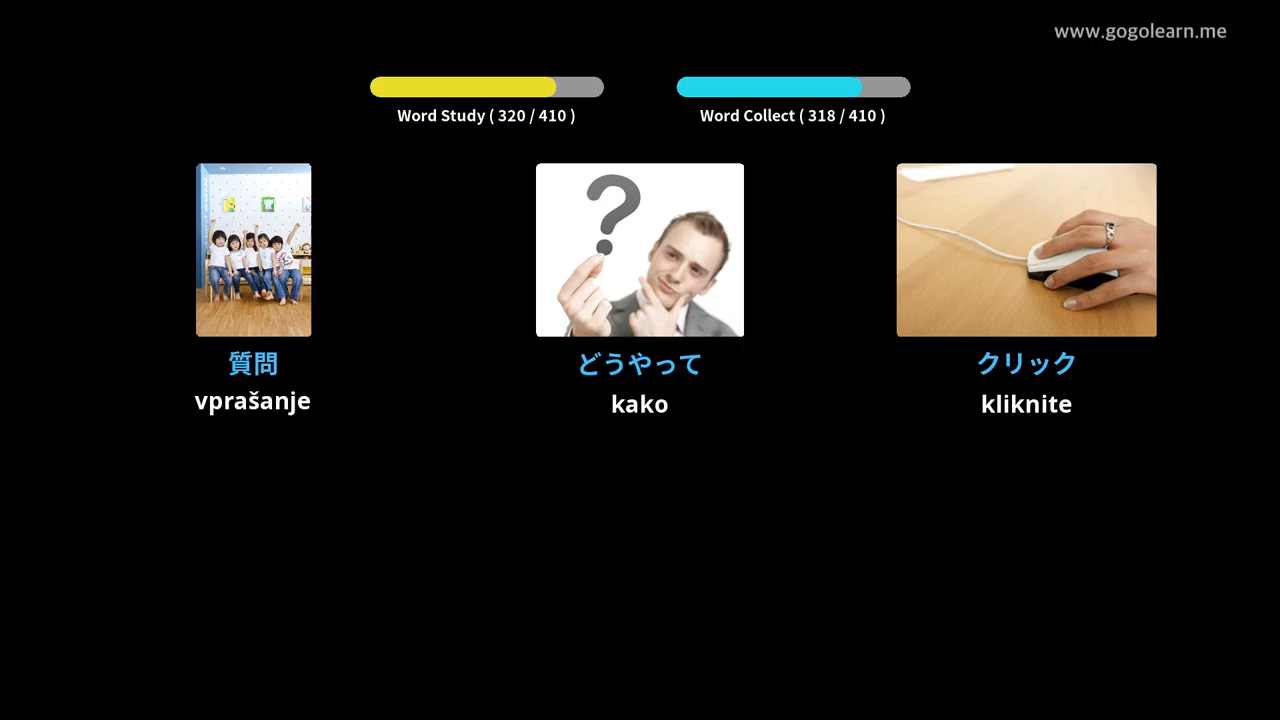 www.gogolearn.me
Word Study ( 320 / 410 )
Word Collect ( 318 / 410 )
質問
vprašanje
どうやって
kako
クリック
kliknite